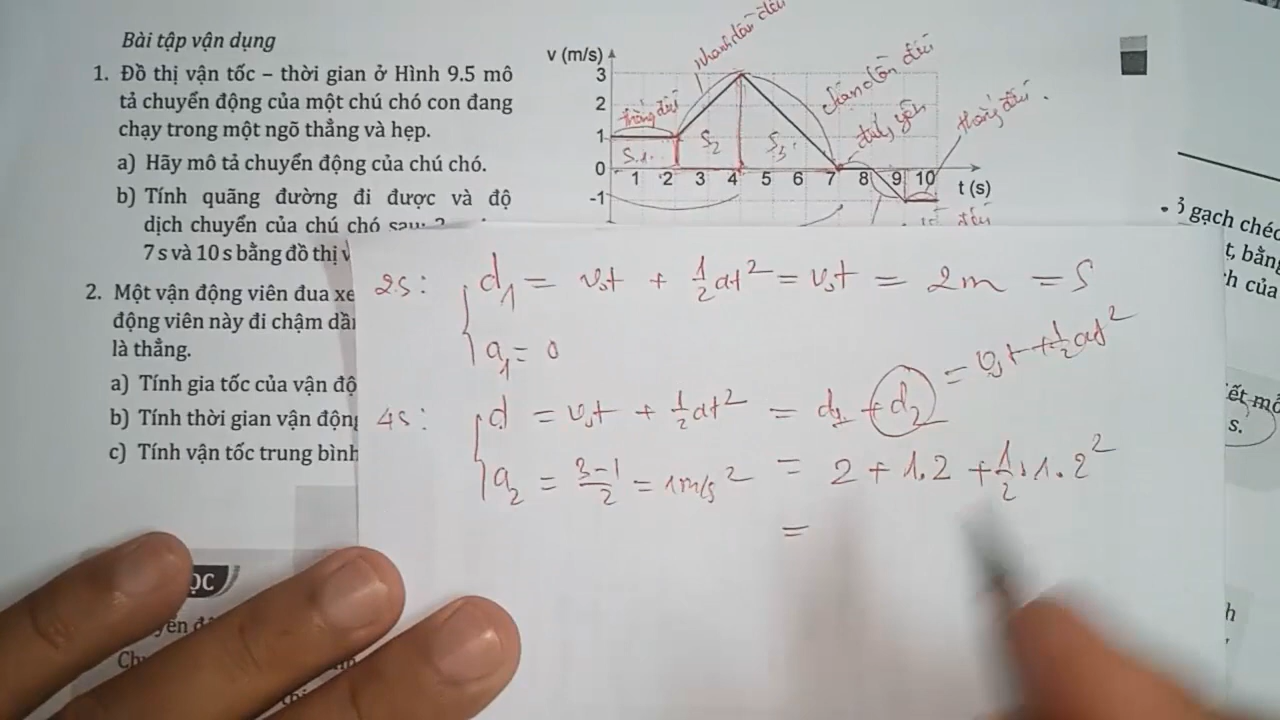 Bài tập vận dụng
1. Đồ thị vận tốc – thời gian ở Hình 9.5 mô
tả chuyển động của một chú chó con đang
chạy trong một ngõ thẳng và hẹp.
a) Hãy mô tả chuyển động của chú chó.
b) Tính quãng đường đi được và độ
dịch chuyển của chú chó sau: 2
7 s và 10 s bằng đồ thị v
2. Một vận động viên đua xe
động viên này đi chậm dần
là thẳng.
a) Tính gia tốc của vận độ
b) Tính thời gian vận động
c) Tính vận tốc trung bình
v (m/s)
3
2
1
0
-1
1 2 3 4 5 6 7 8 9 10
t (s)
nhanh dần đều
thẳng đều
thẳng đều
đều
S1
S2
S3
2s: d1 = v0t + 1/2at² = v0t = 2m = S
a1 = 0
4s: d = v0t + 1/2at² = d1 + d2 = v0t + 1/2at²
a2 = 3-1/2 = 1m/s² = 2 + 1.2 + 1/2.1.2²
=
gạch chéo
t, bằng
h của
s.
ỌC
h